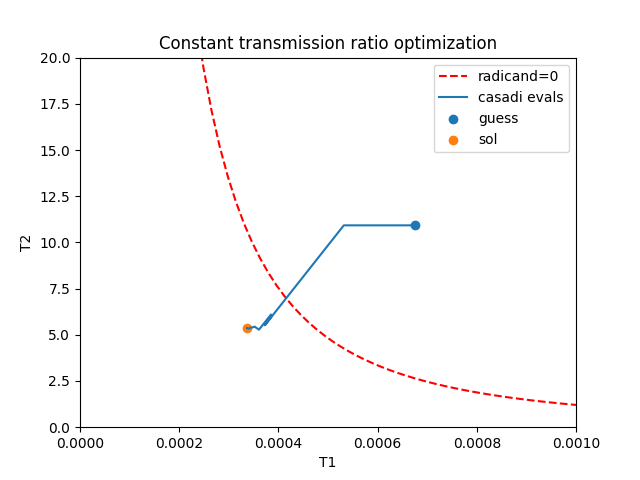 Constant transmission ratio optimization
20.0
17.5
15.0
12.5
10.0
7.5
5.0
2.5
0.0
T2
radicand=0
casadi evals
guess
sol
0.0000 0.0002 0.0004 0.0006 0.0008 0.0010
T1